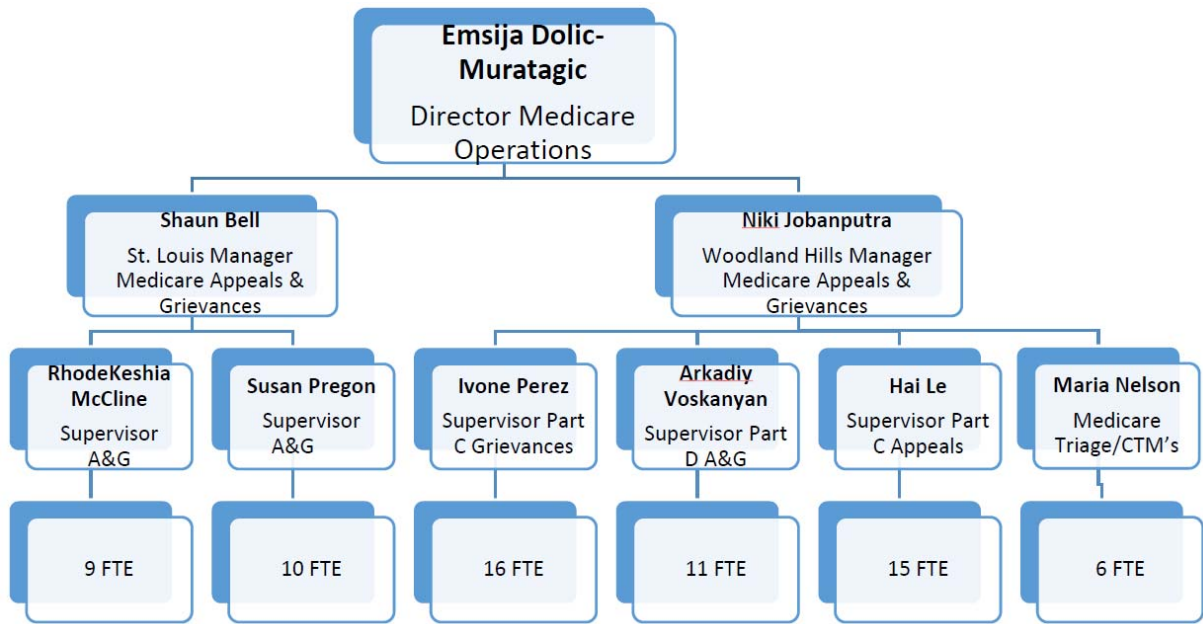 Emsija Dolic-
Muratagic
Director Medicare
Operations
Shaun Bell
St. Louis Manager
Medicare Appeals &
Grievances
Niki Jobanputra
Woodland Hills Manager
Medicare Appeals &
Grievances
RhodeKeshia
McCline
Supervisor
A&G
Susan Pregon
Supervisor
A&G
Ivone Perez
Supervisor Part
C Grievances
Arkadiy
Voskanyan
Supervisor Part
D A&G
Hai Le
Supervisor Part
C Appeals
Maria Nelson
Medicare
Triage/CTM’s
9 FTE
10 FTE
16 FTE
11 FTE
15 FTE
6 FTE